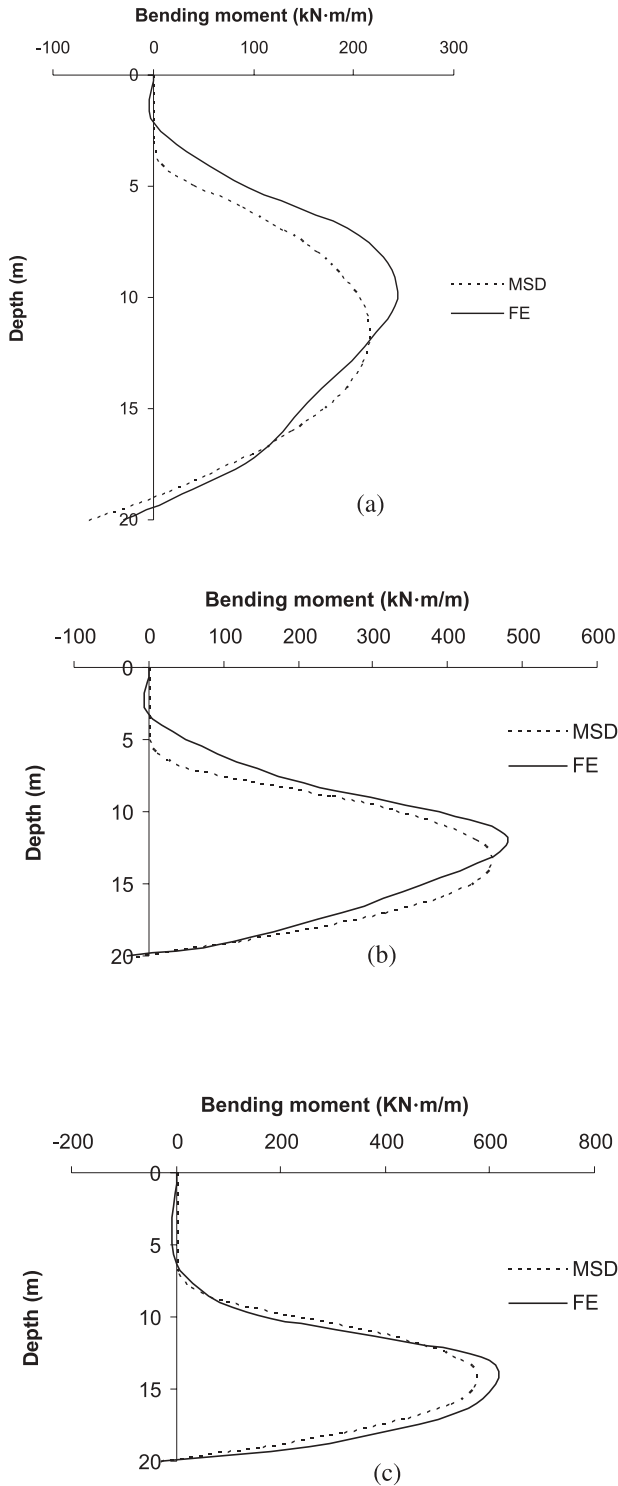 Bending moment (kN·m/m)
-100 0 100 200 300
0
5
10
15
20
Depth (m)
MSD
FE
(a)
Bending moment (kN·m/m)
-100 0 100 200 300 400 500 600
0
5
10
15
20
Depth (m)
MSD
FE
(b)
Bending moment (KN·m/m)
-200 0 200 400 600 800
0
5
10
15
20
Depth (m)
MSD
FE
(c)